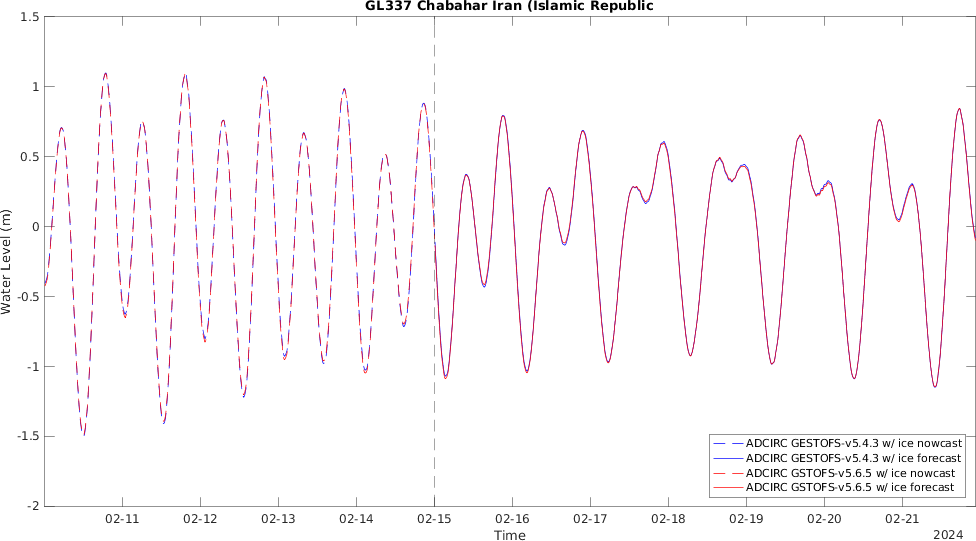 GL337 Chabahar Iran (Islamic Republic
1.5
1
0.5
0
-0.5
-1
-1.5
-2
Water Level (m)
ADCIRC GESTOFS-v5.4.3 w/ ice nowcast
ADCIRC GESTOFS-v5.4.3 w/ ice forecast
ADCIRC GSTOFS-v5.6.5 w/ ice nowcast
ADCIRC GSTOFS-v5.6.5 w/ ice forecast
02-11 02-12 02-13 02-14 02-15 02-16 02-17 02-18 02-19 02-20 02-21
Time
2024